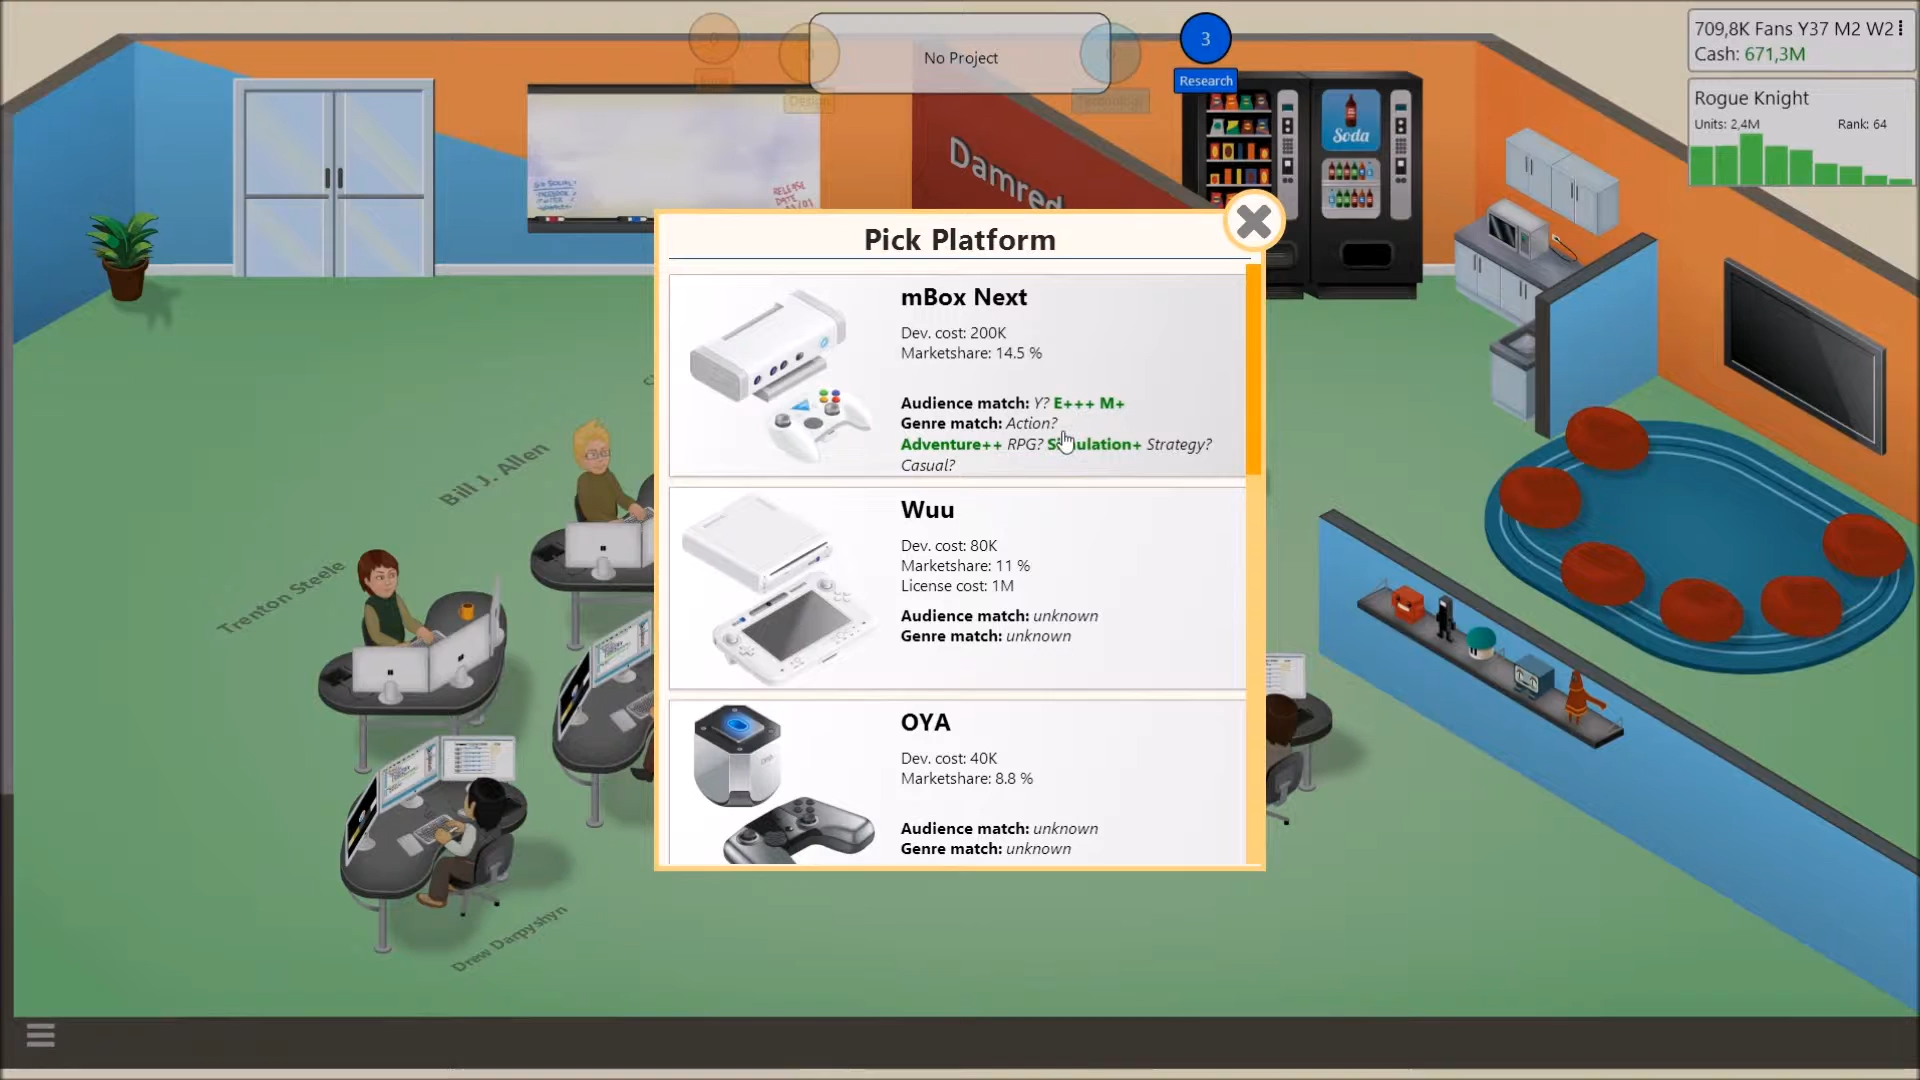 No Project
3
Research
Design
Technology
709,8K Fans Y37 M2 W2
Cash: 671,3M
Rogue Knight
Units: 2,4M
Rank: 64
Soda
Damred
RELEASE
DATE
Bill J. Allen
Trenton Steele
Drew Darpyshyn
Pick Platform
mBox Next
Dev. cost: 200K
Marketshare: 14.5 %
Audience match: Y? E+++ M+
Genre match: Action?
Adventure++ RPG? Simulation+ Strategy?
Casual?
Wuu
Dev. cost: 80K
Marketshare: 11 %
License cost: 1M
Audience match: unknown
Genre match: unknown
OYA
Dev. cost: 40K
Marketshare: 8.8 %
Audience match: unknown
Genre match: unknown